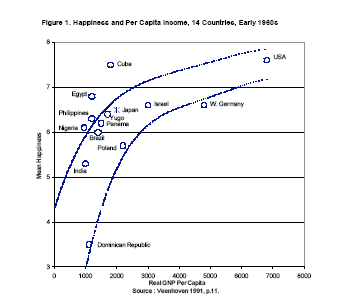 Figure 1. Happiness and Per Capita Income, 14 Countries, Early 1960s
8
Cuba
USA
7
Egypt
Japan
Israel
W. Germany
Philippines
Yugo
Panama
Nigeria
6
Brazil
Poland
India
5
4
Dominican Republic
3
Mean Happiness
0 1000 2000 3000 4000 5000 6000 7000 8000
Real GNP Per Capita
Source : Veenhoven 1991, p.11.